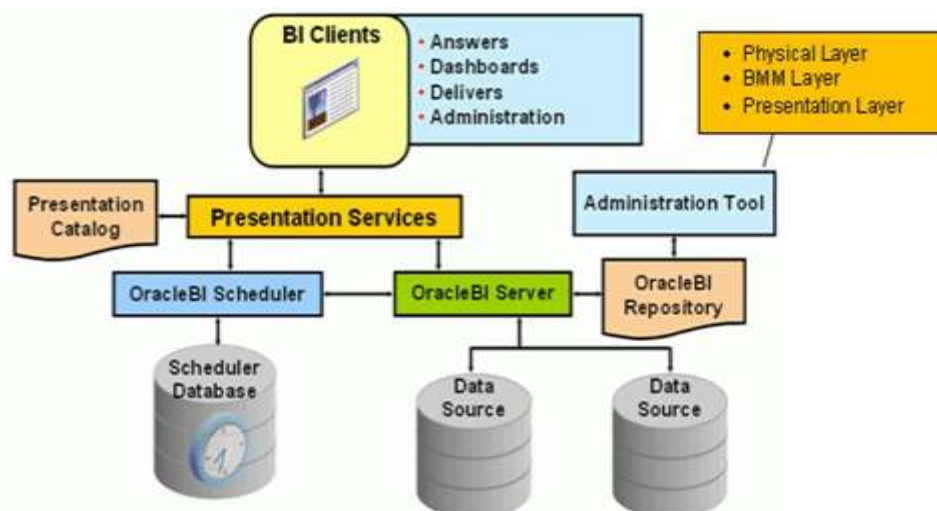 BI Clients
• Answers
• Dashboards
• Delivers
• Administration
• Physical Layer
• BMM Layer
• Presentation Layer
Presentation
Catalog
Presentation Services
Administration Tool
OracleBI Scheduler
OracleBI Server
OracleBI
Repository
Scheduler
Database
Data
Source
Data
Source